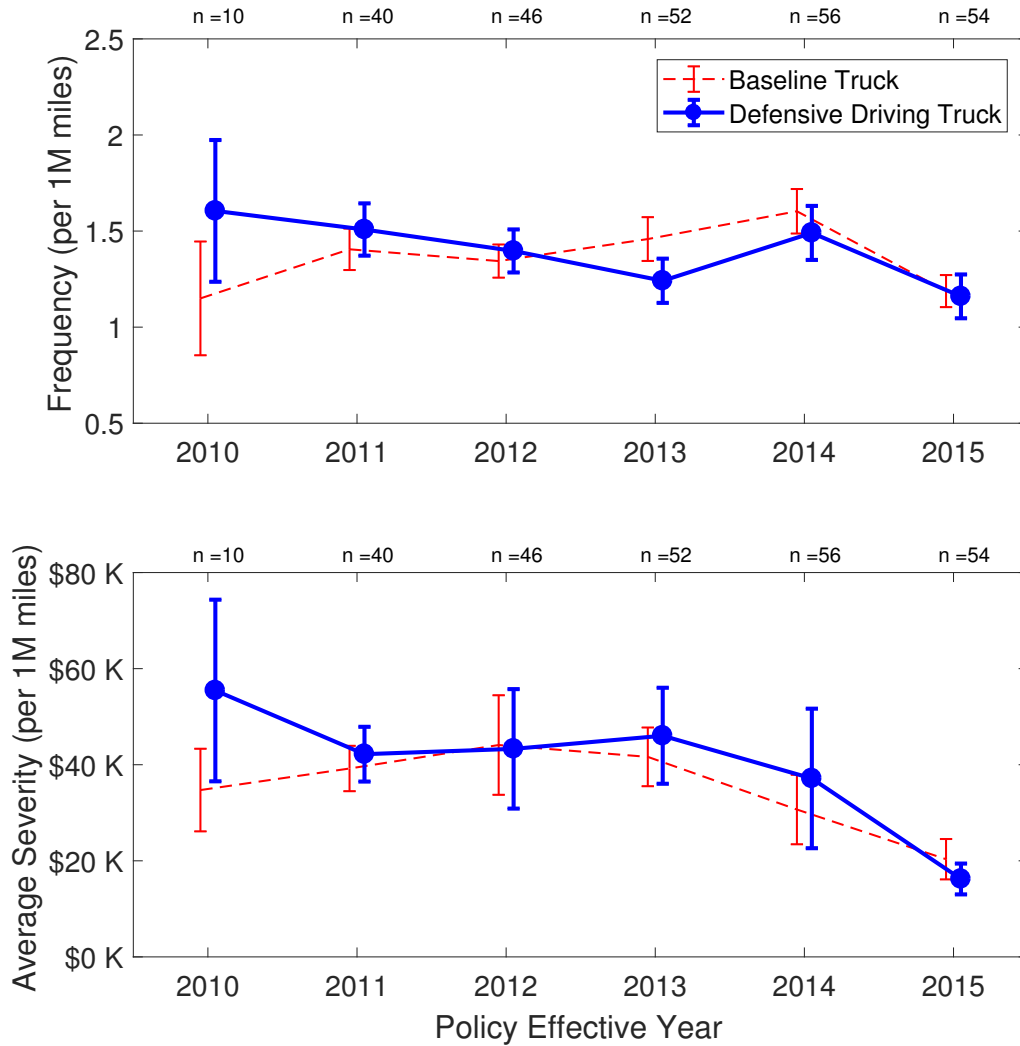 n =10 n =40 n =46 n =52 n =56 n =54
2.5
2
1.5
1
0.5
Frequency (per 1M miles)
Baseline Truck
Defensive Driving Truck
2010 2011 2012 2013 2014 2015
n =10 n =40 n =46 n =52 n =56 n =54
$80 K
$60 K
$40 K
$20 K
$0 K
Average Severity (per 1M miles)
2010 2011 2012 2013 2014 2015
Policy Effective Year